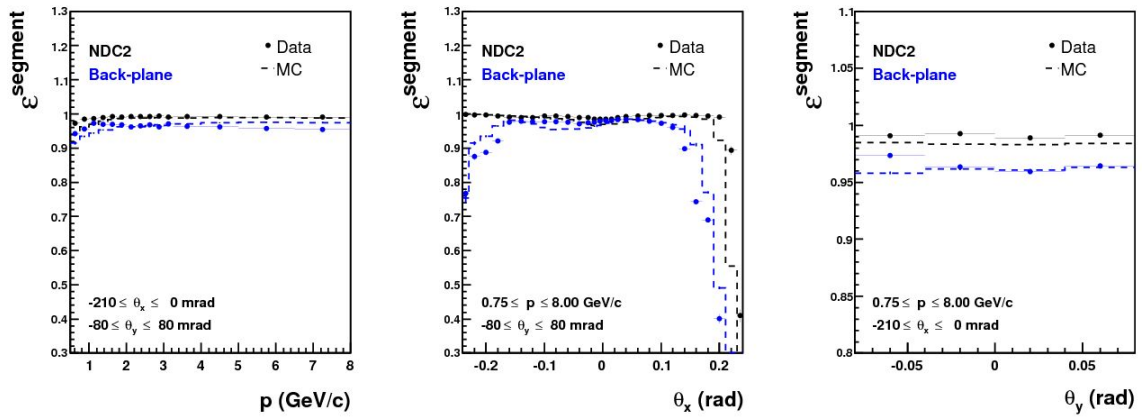 ε^segment
1.3
1.2
1.1
1
0.9
0.8
0.7
0.6
0.5
0.4
0.3
NDC2
Back-plane
Data
MC
-210 ≤ θx ≤ 0 mrad
-80 ≤ θy ≤ 80 mrad
1 2 3 4 5 6 7 8
p (GeV/c)
ε^segment
1.3
1.2
1.1
1
0.9
0.8
0.7
0.6
0.5
0.4
0.3
NDC2
Back-plane
Data
MC
0.75 ≤ p ≤ 8.00 GeV/c
-80 ≤ θy ≤ 80 mrad
-0.2 -0.1 0 0.1 0.2
θx (rad)
ε^segment
1.1
1.05
1
0.95
0.9
0.85
0.8
NDC2
Back-plane
Data
MC
0.75 ≤ p ≤ 8.00 GeV/c
-210 ≤ θx ≤ 0 mrad
-0.05 0 0.05
θy (rad)